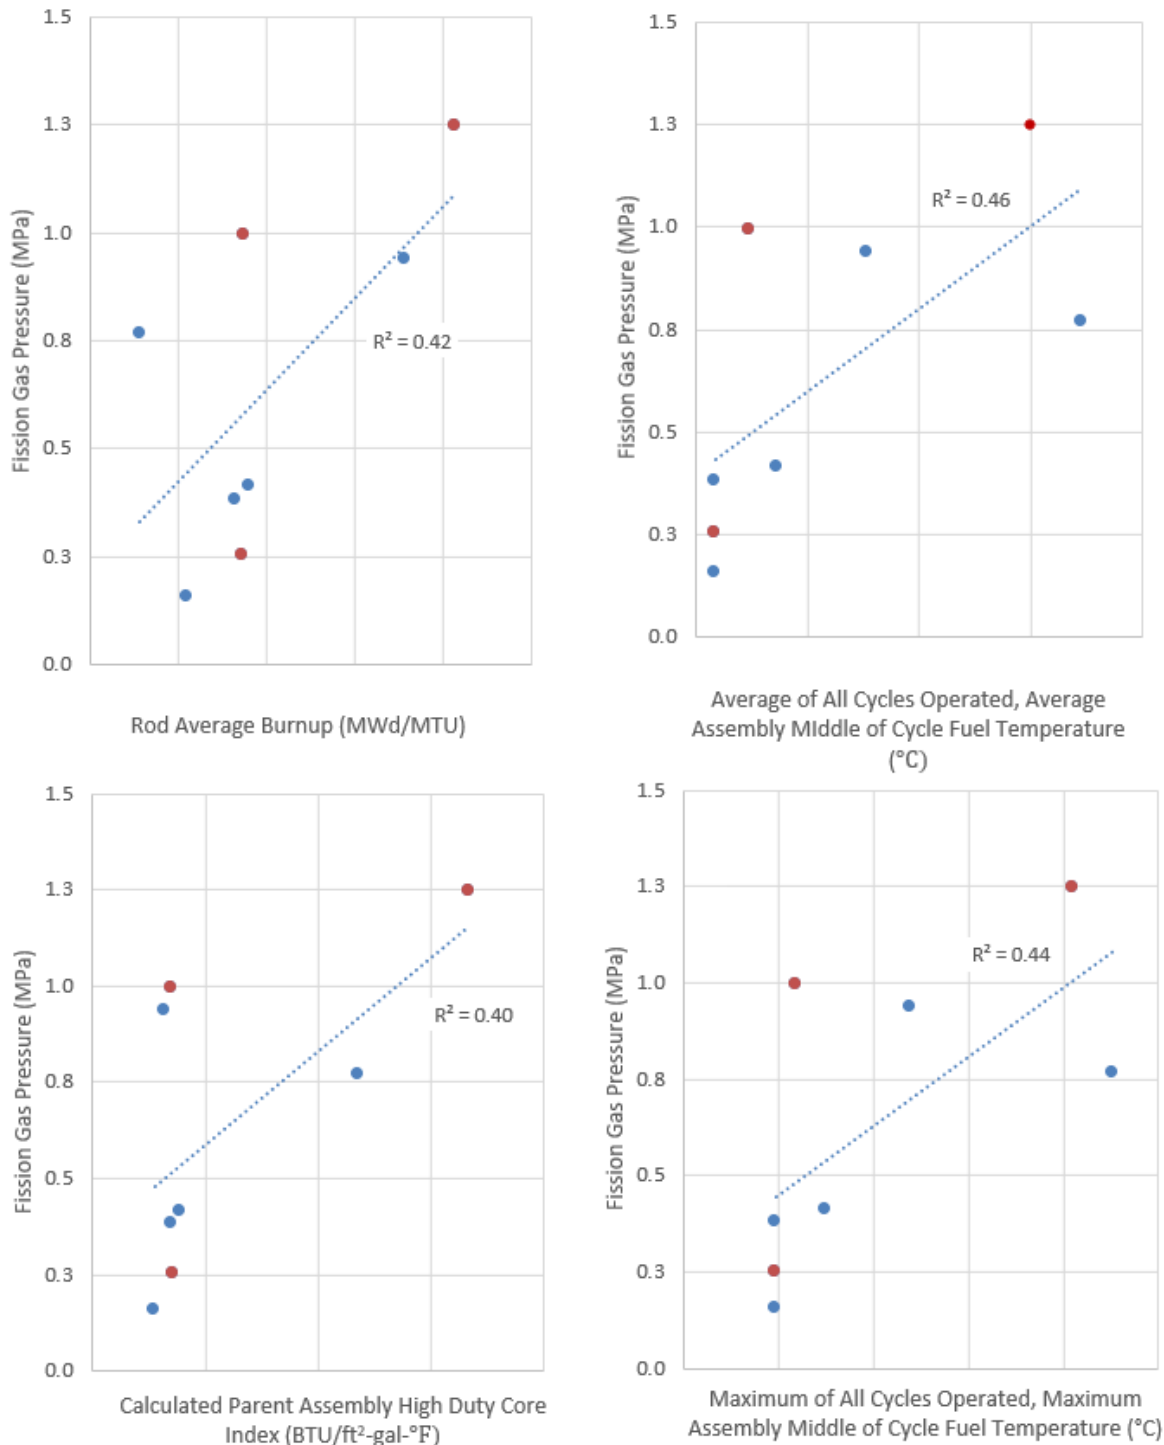 1.5
1.3
1.0
0.8
0.5
0.3
0.0
Fission Gas Pressure (MPa)
R² = 0.42
Rod Average Burnup (MWd/MTU)
1.5
1.3
1.0
0.8
0.5
0.3
0.0
Fission Gas Pressure (MPa)
R² = 0.46
Average of All Cycles Operated, Average
Assembly MIddle of Cycle Fuel Temperature
(°C)
1.5
1.3
1.0
0.8
0.5
0.3
0.0
Fission Gas Pressure (MPa)
R² = 0.40
Calculated Parent Assembly High Duty Core
Index (BTU/ft²-gal-°F)
1.5
1.3
1.0
0.8
0.5
0.3
0.0
Fission Gas Pressure (MPa)
R² = 0.44
Maximum of All Cycles Operated, Maximum
Assembly Middle of Cycle Fuel Temperature (°C)